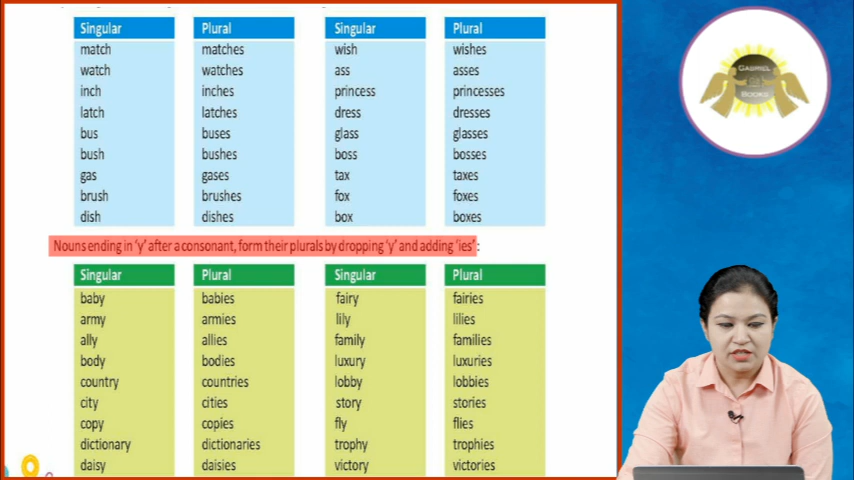 Singular Plural Singular Plural
match matches wish wishes
watch watches ass asses
inch inches princess princesses
latch latches dress dresses
bus buses glass glasses
bush bushes boss bosses
gas gases tax taxes
brush brushes fox foxes
dish dishes box boxes
Nouns ending in ‘y’ after a consonant, form their plurals by dropping ‘y’ and adding ‘ies’ :
Singular Plural Singular Plural
baby babies fairy fairies
army armies lily lilies
ally allies family families
body bodies luxury luxuries
country countries lobby lobbies
city cities story stories
copy copies fly flies
dictionary dictionaries trophy trophies
daisy daisies victory victories
GABRIEL
BOOKS